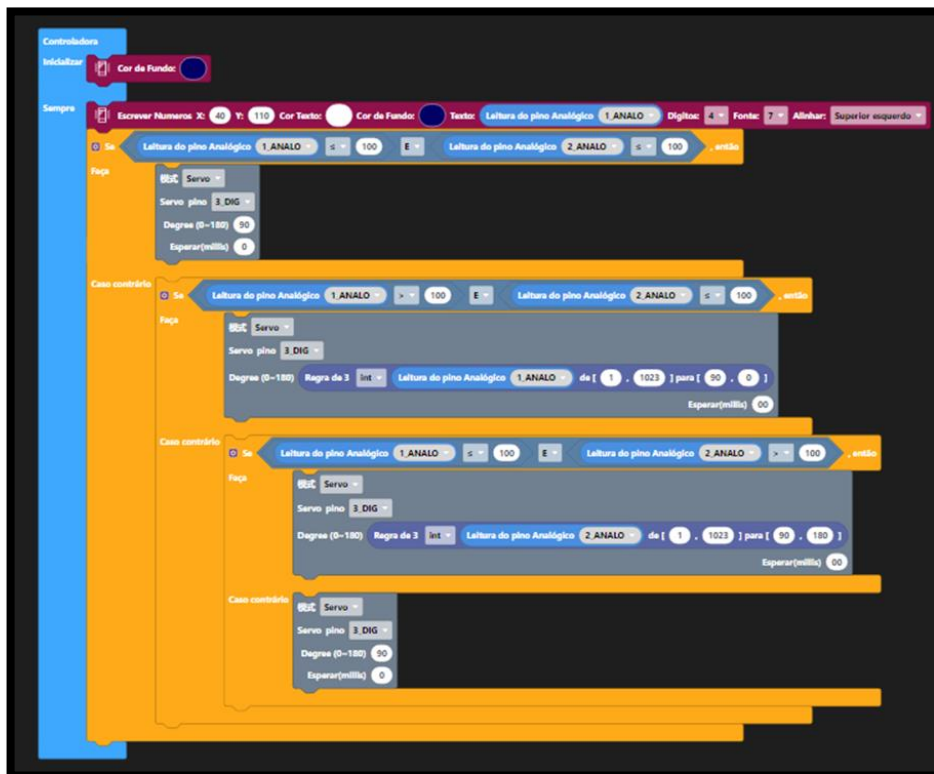 Controladora
Inicializar
Cor de Fundo:
Sempre
Escrever Numeros X: 40 Y: 110 Cor Texto: Cor de Fundo: Texto: Leitura do pino Analógico 1_ANALO Dígitos: 4 Fonte: 7 Alinhar: Superior esquerdo
Se Leitura do pino Analógico 1_ANALO ≤ 100 E Leitura do pino Analógico 2_ANALO ≤ 100 , então
Faça
模式 Servo
Servo pino 3_DIG
Degree (0~180) 90
Esperar(millis) 0
Caso contrário
Se Leitura do pino Analógico 1_ANALO > 100 E Leitura do pino Analógico 2_ANALO ≤ 100 , então
Faça
模式 Servo
Servo pino 3_DIG
Degree (0~180) Regra de 3 int Leitura do pino Analógico 1_ANALO de [ 1 , 1023 ] para [ 90 , 0 ]
Esperar(millis) 00
Caso contrário
Se Leitura do pino Analógico 1_ANALO ≤ 100 E Leitura do pino Analógico 2_ANALO > 100 , então
Faça
模式 Servo
Servo pino 3_DIG
Degree (0~180) Regra de 3 int Leitura do pino Analógico 2_ANALO de [ 1 , 1023 ] para [ 90 , 180 ]
Esperar(millis) 00
Caso contrário
模式 Servo
Servo pino 3_DIG
Degree (0~180) 90
Esperar(millis) 0